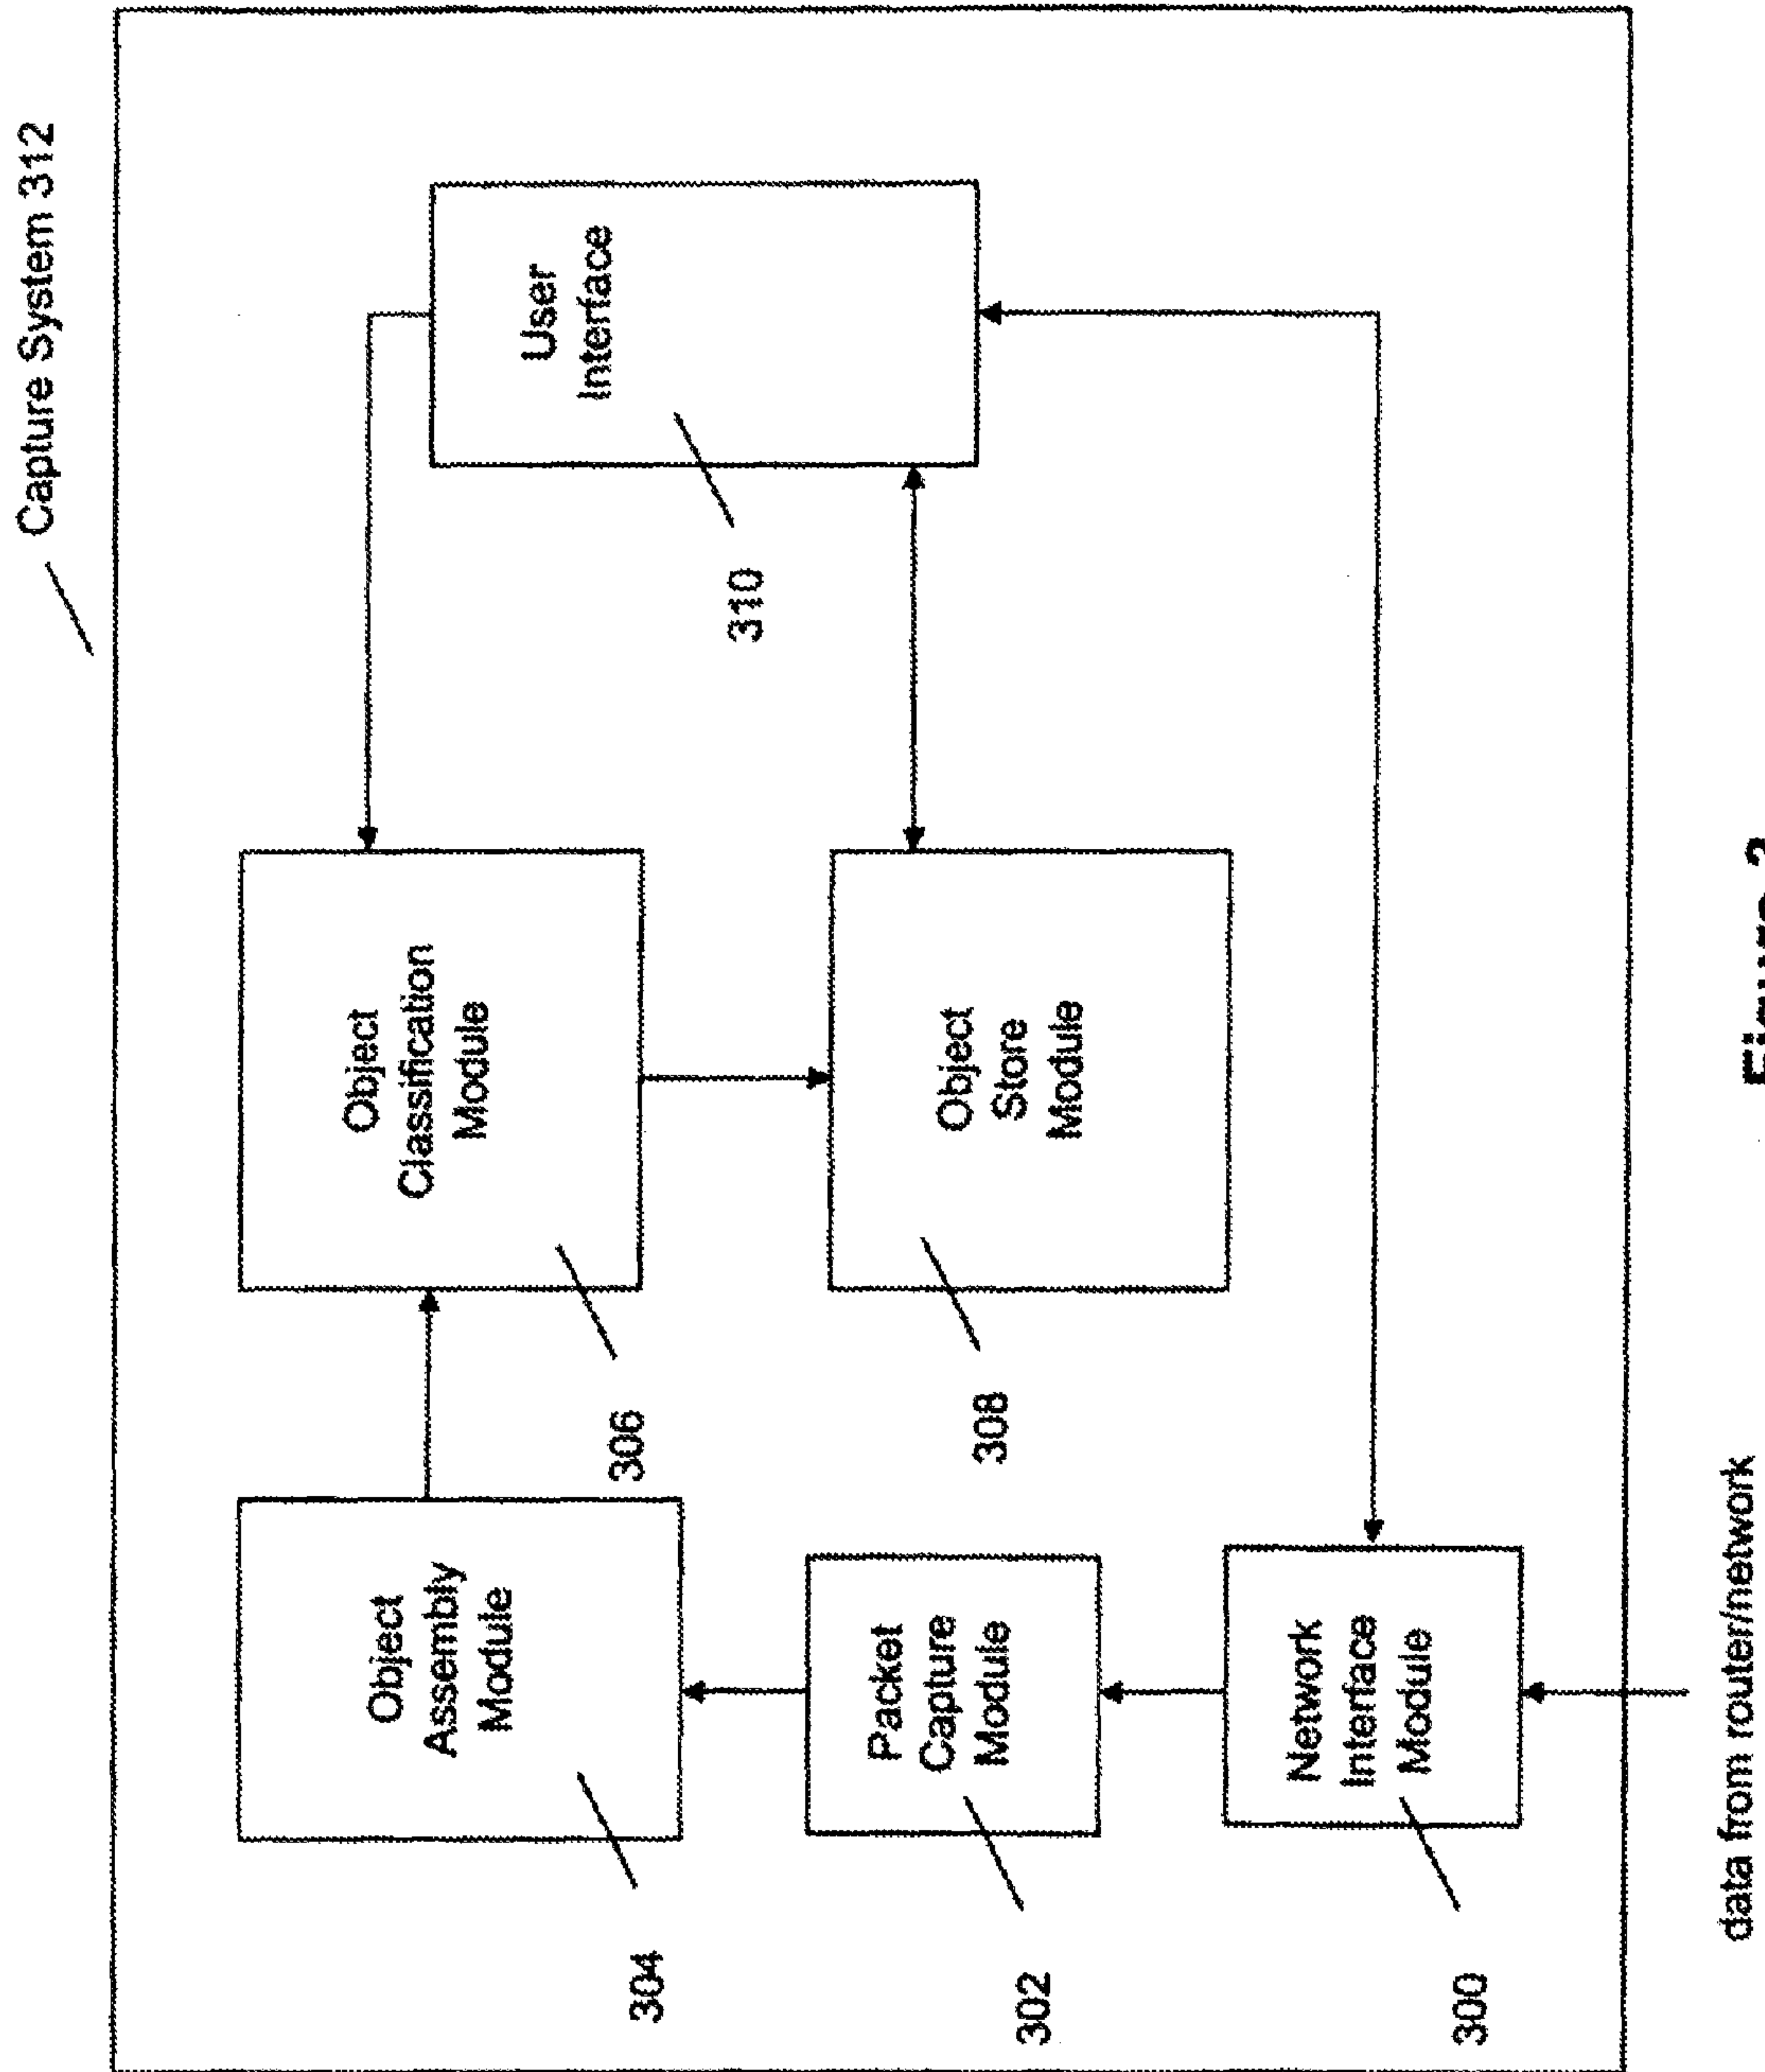 Capture System 312
Object
Assembly
Module
304
Object
Classification
Module
306
User
Interface
310
Packet
Capture
Module
302
Object
Store
Module
308
Network
Interface
Module
300
data from router/network